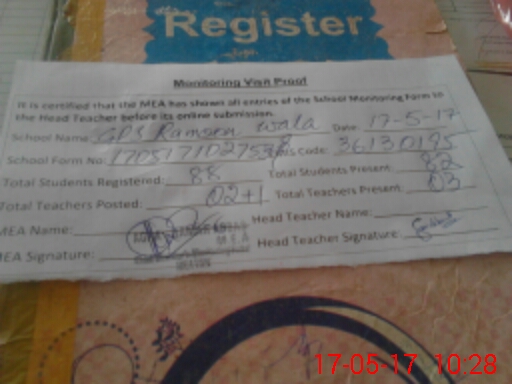 Register
Monitoring Visit Proof
It is certified that the MEA has shown all entries of the School Monitoring Form to
the Head Teacher before its online submission.
School Name: GPS Ramoon wala Date: 17-5-17
School Form No: Code: 36130195
Total Students Registered: 88 Total Students Present: 82
Total Teachers Posted: 02+1 Total Teachers Present: 03
MEA Name: Head Teacher Name:
MEA
MEA Signature: Head Teacher Signature:
17-05-17 10:28